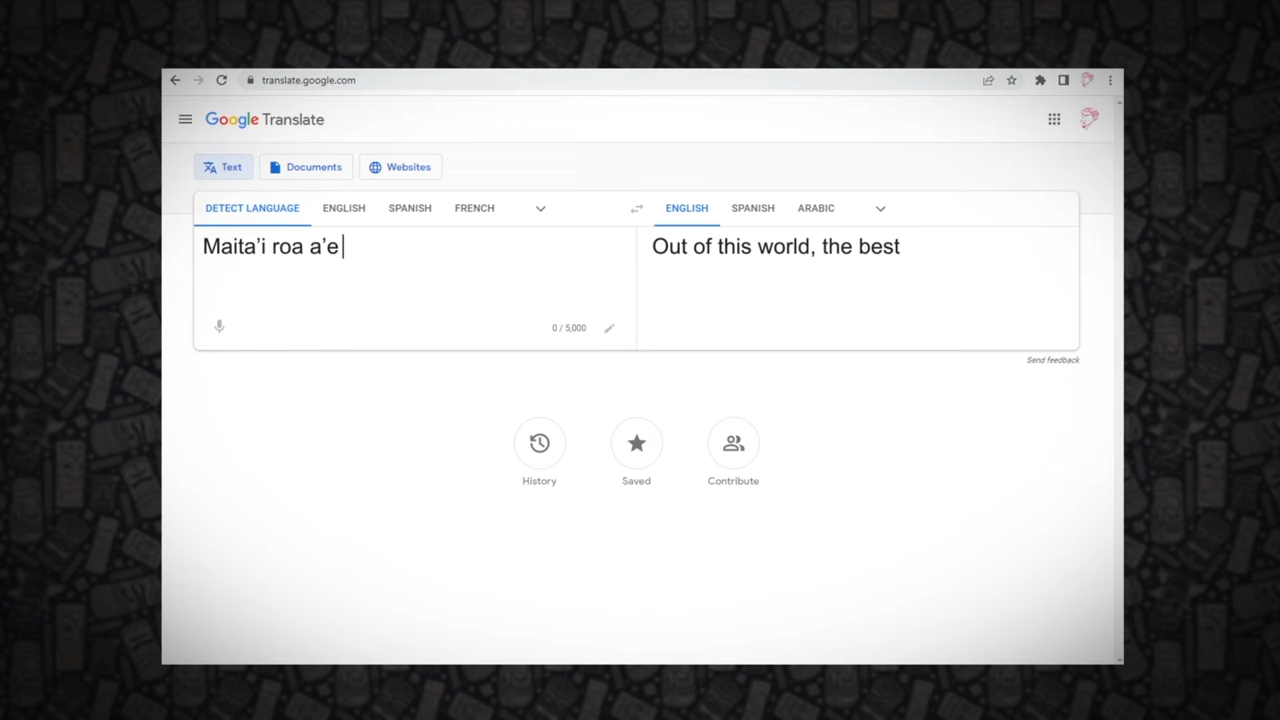 translate.google.com
Google Translate
Text Documents Websites
DETECT LANGUAGE ENGLISH SPANISH FRENCH ENGLISH SPANISH ARABIC
Maita’i roa a’e Out of this world, the best
0 / 5,000
Send feedback
History Saved Contribute